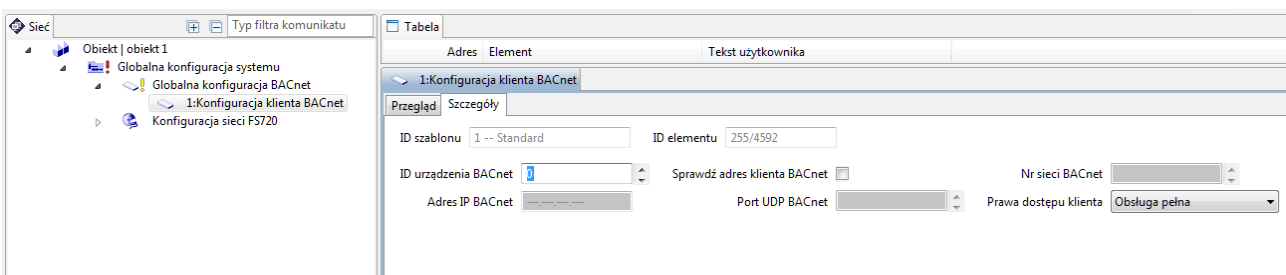 Sieć
Typ filtra komunikatu
Obiekt | obiekt 1
Globalna konfiguracja systemu
Globalna konfiguracja BACnet
1:Konfiguracja klienta BACnet
Konfiguracja sieci FS720
Tabela
Adres Element Tekst użytkownika
1:Konfiguracja klienta BACnet
Przegląd Szczegóły
ID szablonu 1 -- Standard ID elementu 255/4592
ID urządzenia BACnet 0 Sprawdź adres klienta BACnet Nr sieci BACnet
Adres IP BACnet ---.---.---.--- Port UDP BACnet Prawa dostępu klienta Obsługa pełna